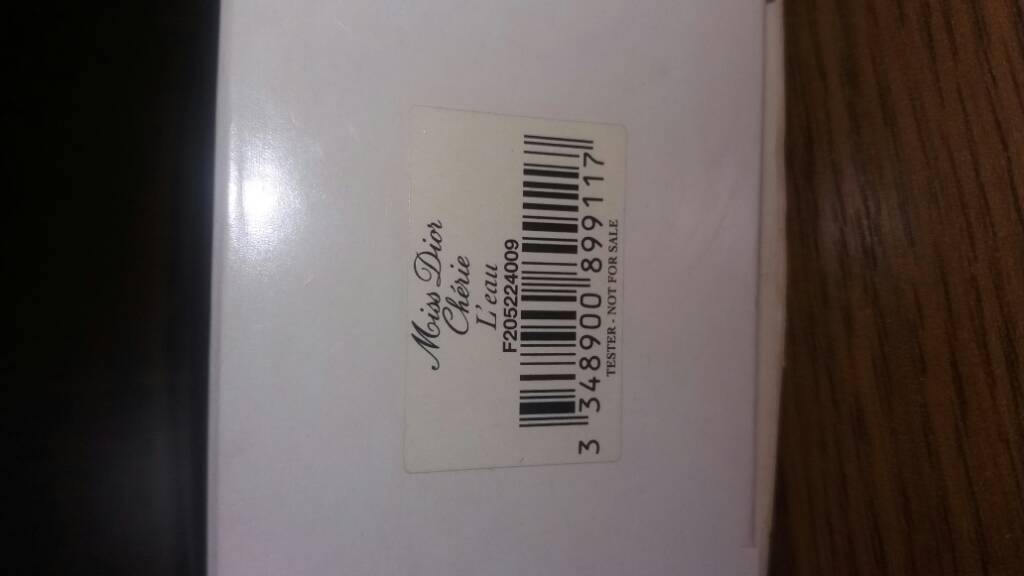 Miss Dior
Chérie
L'eau
F205224009
3 348900 899117
TESTER - NOT FOR SALE